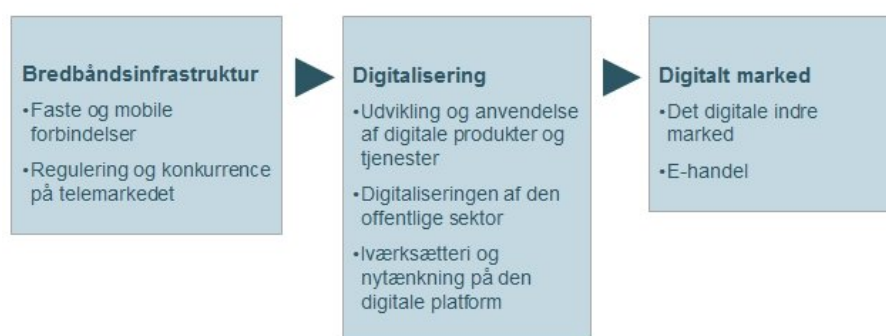 Bredbåndsinfrastruktur
•Faste og mobile
forbindelser
•Regulering og konkurrence
på telemarkedet
Digitalisering
•Udvikling og anvendelse
af digitale produkter og
tjenester
•Digitaliseringen af den
offentlige sektor
•Iværksætteri og
nytænkning på den
digitale platform
Digitalt marked
•Det digitale indre
marked
•E-handel